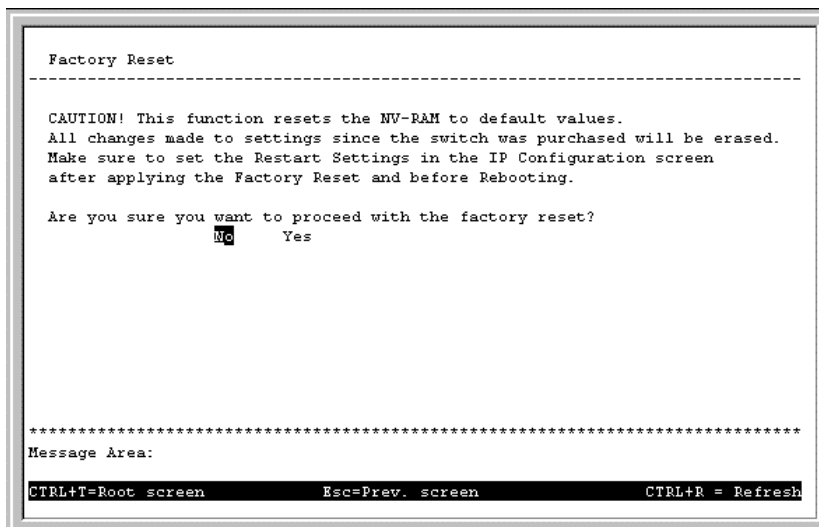 Factory Reset
CAUTION! This function resets the NV-RAM to default values.
All changes made to settings since the switch was purchased will be erased.
Make sure to set the Restart Settings in the IP Configuration screen
after applying the Factory Reset and before Rebooting.
Are you sure you want to proceed with the factory reset?
No Yes
*******************************************************************************
Message Area:
CTRL+T=Root screen Esc=Prev. screen CTRL+R = Refresh